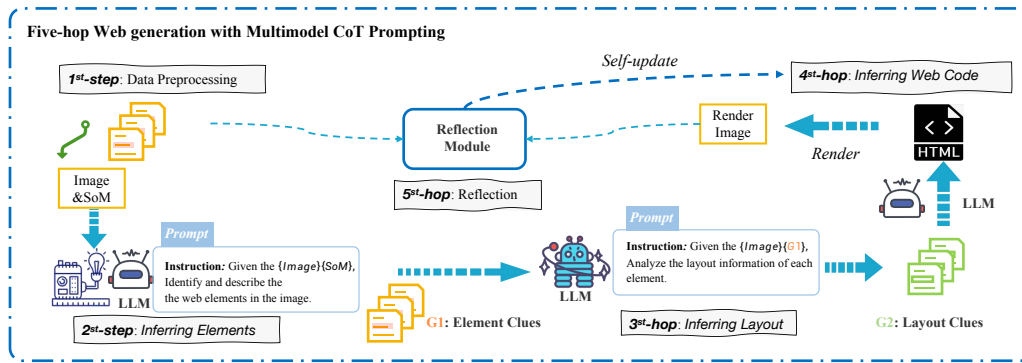 Five-hop Web generation with Multimodel CoT Prompting
1st-step: Data Preprocessing
Self-update
4st-hop: Inferring Web Code
Reflection
Module
Render
Image
Render
< >
HTML
Image
&SoM
5st-hop: Reflection
LLM
Prompt
Instruction: Given the {Image}{SoM},
Identify and describe the
the web elements in the image.
LLM
2st-step: Inferring Elements
G1: Element Clues
LLM
Prompt
Instruction: Given the {Image}{G1},
Analyze the layout information of each
element.
3st-hop: Inferring Layout
G2: Layout Clues